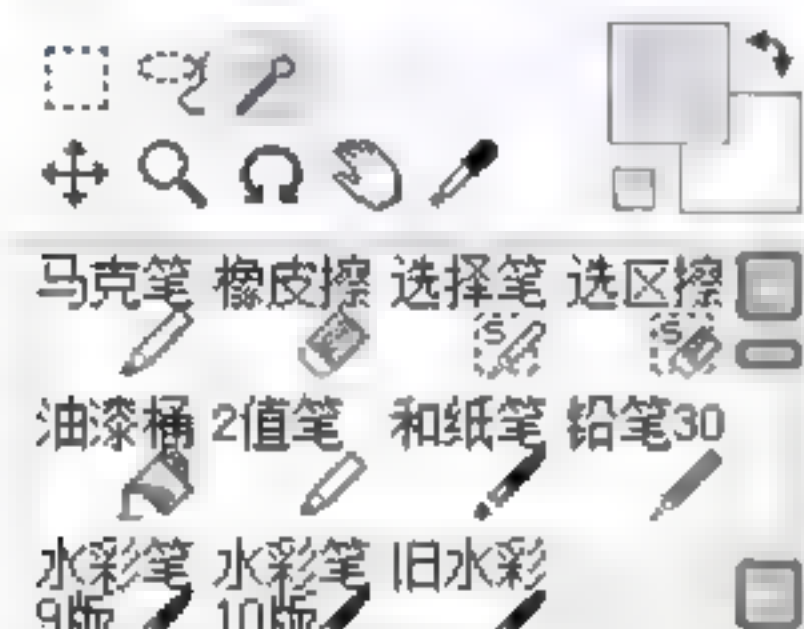 马克笔 橡皮擦 选择笔 选区擦
油漆桶 2值笔 和纸笔 铅笔30
水彩笔 水彩笔 旧水彩
9版 10版